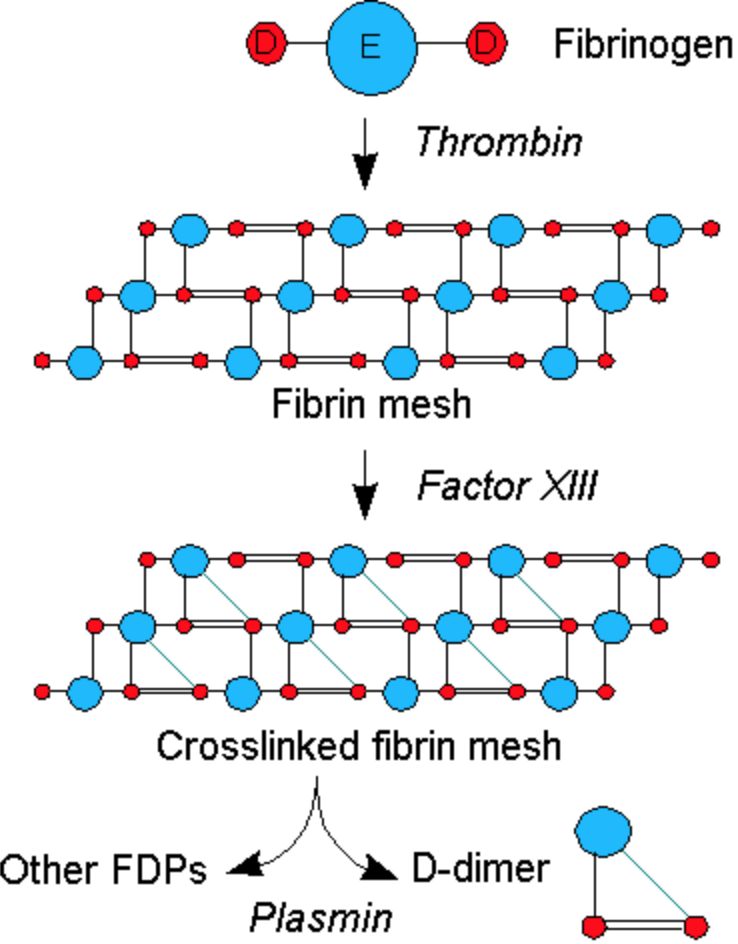 D E D Fibrinogen
Thrombin
Fibrin mesh
Factor XIII
Crosslinked fibrin mesh
Other FDPs D-dimer
Plasmin